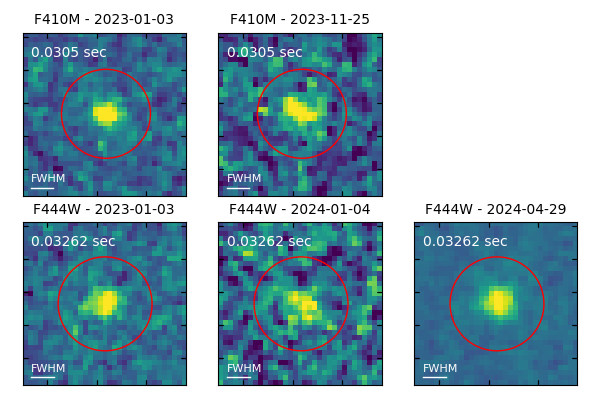 F410M - 2023-01-03
F410M - 2023-11-25
0.0305 sec
0.0305 sec
FWHM
FWHM
F444W - 2023-01-03
F444W - 2024-01-04
F444W - 2024-04-29
0.03262 sec
0.03262 sec
0.03262 sec
FWHM
FWHM
FWHM